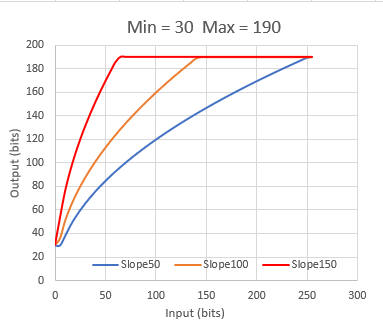 Min = 30  Max = 190
200
180
160
140
120
100
80
60
40
20
0
Output (bits)
Slope50 Slope100 Slope150
0 50 100 150 200 250 300
Input (bits)